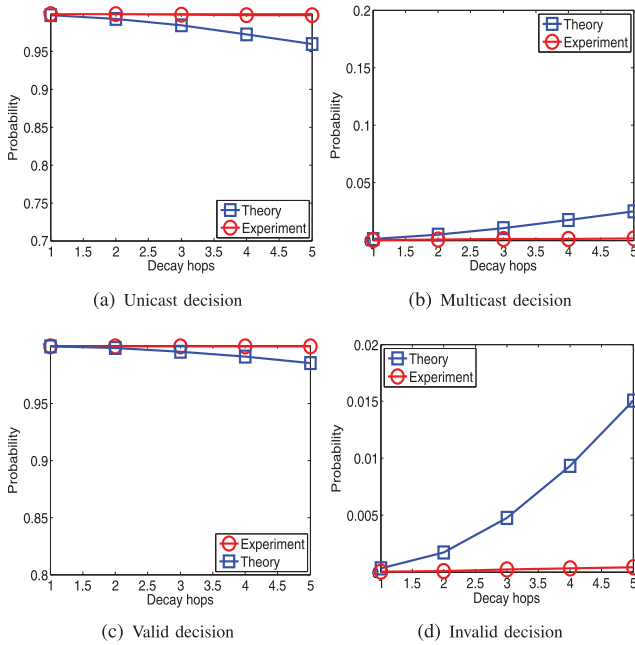 0.95
0.9
0.85
0.8
0.75
0.7
Probability
1 1.5 2 2.5 3 3.5 4 4.5 5
Decay hops
Theory
Experiment
(a) Unicast decision
0.2
0.15
0.1
0.05
0
Probability
1 1.5 2 2.5 3 3.5 4 4.5 5
Decay hops
Theory
Experiment
(b) Multicast decision
1
0.95
0.9
0.85
0.8
Probability
1 1.5 2 2.5 3 3.5 4 4.5 5
Decay hops
Experiment
Theory
(c) Valid decision
0.02
0.015
0.01
0.005
0
Probability
1 1.5 2 2.5 3 3.5 4 4.5 5
Decay hops
Theory
Experiment
(d) Invalid decision